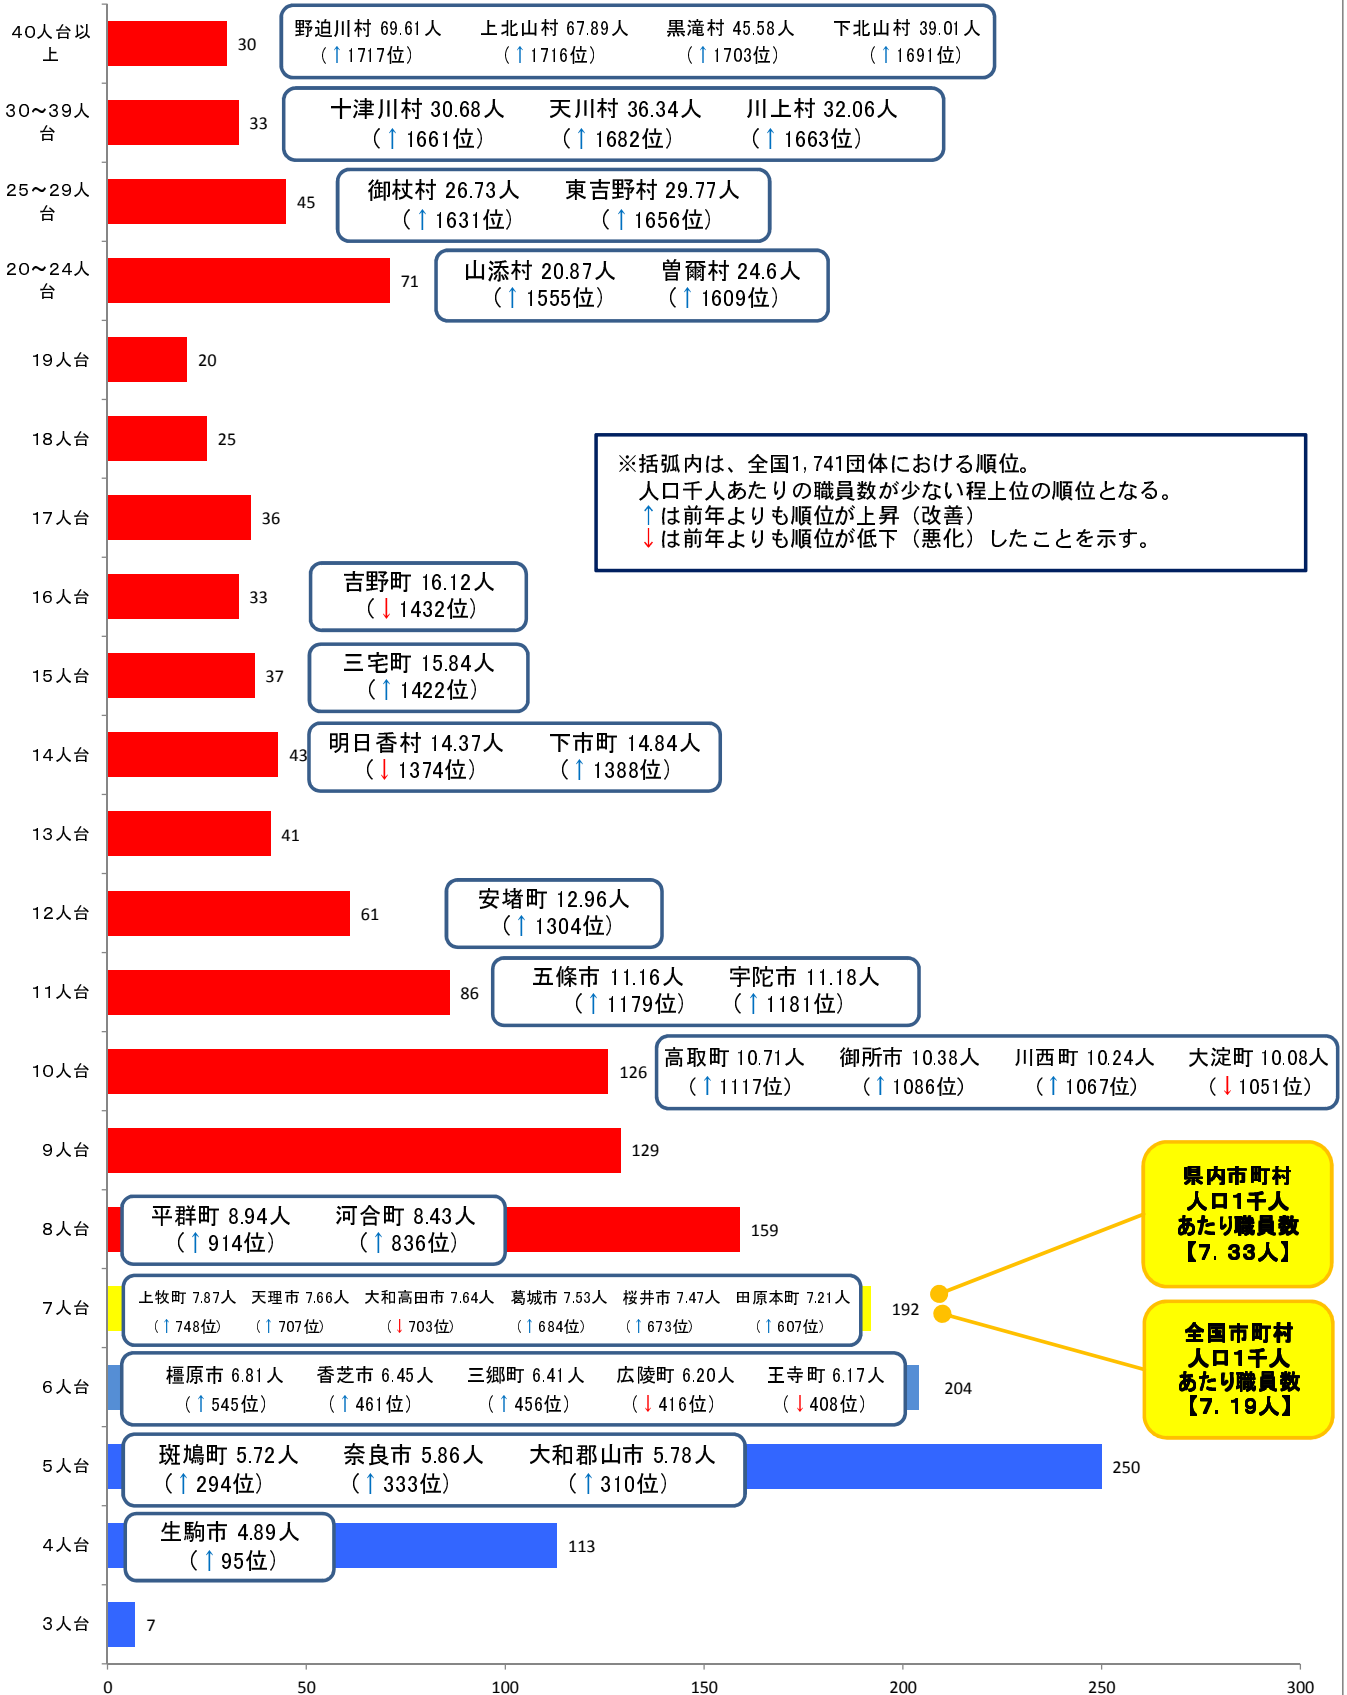 40人台以上
30
野迫川村 69.61人 上北山村 67.89人 黒滝村 45.58人 下北山村 39.01人
(↑1717位) (↑1716位) (↑1703位) (↑1691位)
30～39人台
33
十津川村 30.68人 天川村 36.34人 川上村 32.06人
(↑1661位) (↑1682位) (↑1663位)
25～29人台
45
御杖村 26.73人 東吉野村 29.77人
(↑1631位) (↑1656位)
20～24人台
71
山添村 20.87人 曽爾村 24.6人
(↑1555位) (↑1609位)
19人台
20
18人台
25
※括弧内は、全国1,741団体における順位。
人口千人あたりの職員数が少ない程上位の順位となる。
↑は前年よりも順位が上昇（改善）
↓は前年よりも順位が低下（悪化）したことを示す。
17人台
36
16人台
33
吉野町 16.12人
(↓1432位)
15人台
37
三宅町 15.84人
(↑1422位)
14人台
43
明日香村 14.37人 下市町 14.84人
(↓1374位) (↑1388位)
13人台
41
12人台
61
安堵町 12.96人
(↑1304位)
11人台
86
五條市 11.16人 宇陀市 11.18人
(↑1179位) (↑1181位)
10人台
126
高取町 10.71人 御所市 10.38人 川西町 10.24人 大淀町 10.08人
(↑1117位) (↑1086位) (↑1067位) (↓1051位)
9人台
129
県内市町村
人口1千人
あたり職員数
【7．33人】
8人台
平群町 8.94人 河合町 8.43人
(↑914位) (↑836位)
159
7人台
上牧町 7.87人 天理市 7.66人 大和高田市 7.64人 葛城市 7.53人 桜井市 7.47人 田原本町 7.21人
(↑748位) (↑707位) (↓703位) (↑684位) (↑673位) (↑607位)
192
全国市町村
人口1千人
あたり職員数
【7．19人】
6人台
橿原市 6.81人 香芝市 6.45人 三郷町 6.41人 広陵町 6.20人 王寺町 6.17人
(↑545位) (↑461位) (↑456位) (↓416位) (↓408位)
204
5人台
斑鳩町 5.72人 奈良市 5.86人 大和郡山市 5.78人
(↑294位) (↑333位) (↑310位)
250
4人台
生駒市 4.89人
(↑95位)
113
3人台
7
0 50 100 150 200 250 300